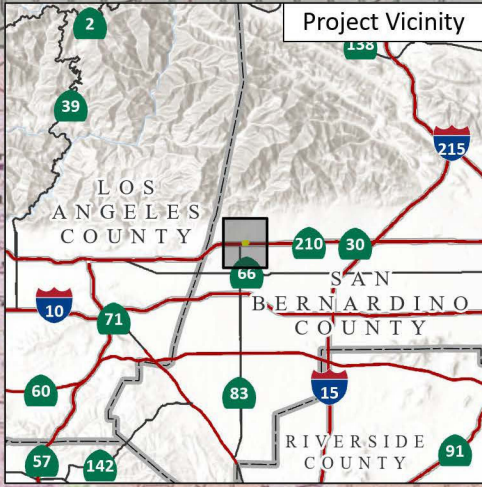 Project Vicinity
2
138
39
215
LOS
ANGELES
COUNTY
210
30
66
SAN
BERNARDINO
COUNTY
10
71
60
83
15
RIVERSIDE
COUNTY
91
57
142